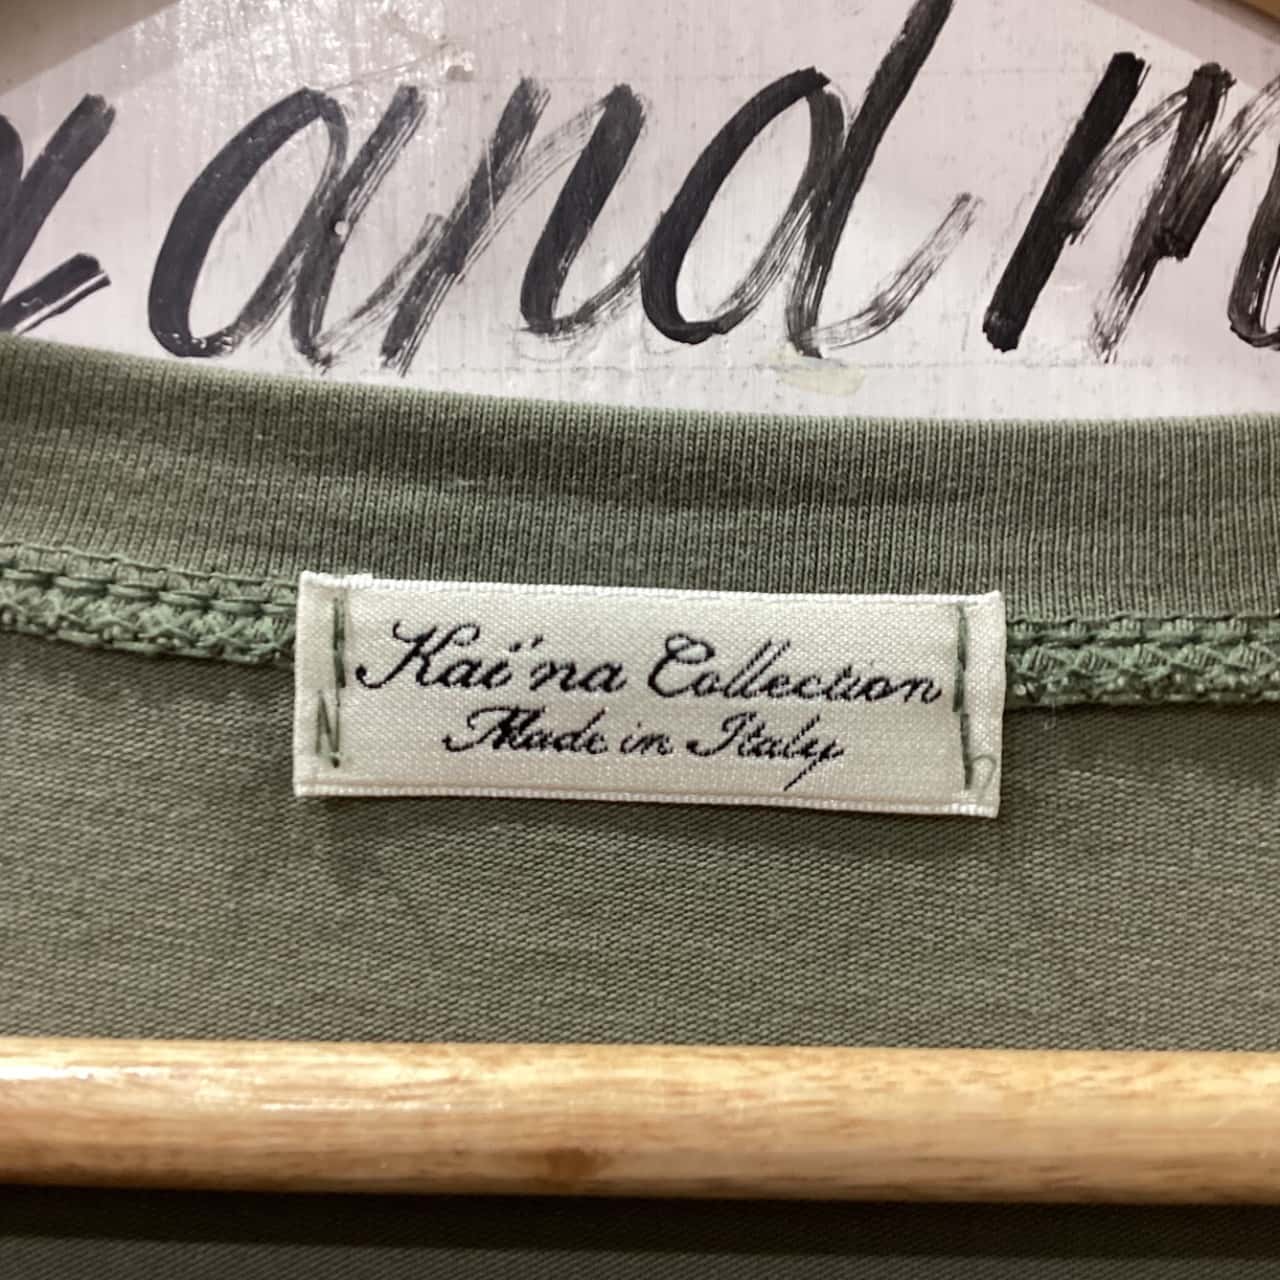 and
Kai'na Collection
Made in Italy